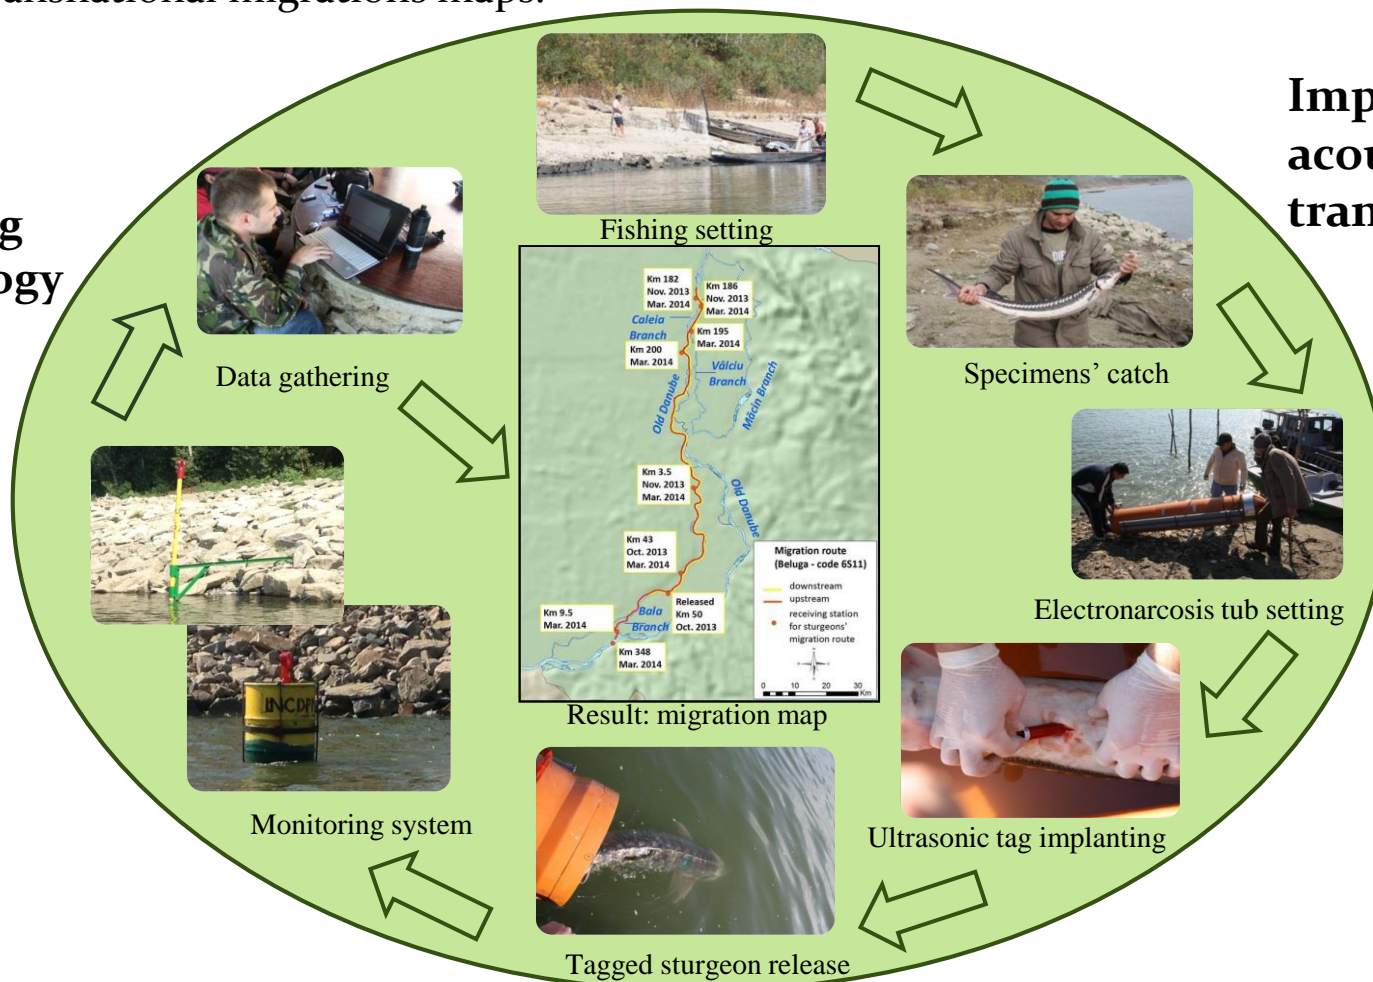 transnational migrations maps.
Fishing setting
Data gathering
Specimens' catch
Electronarcosis tub setting
Ultrasonic tag implanting
Tagged sturgeon release
Monitoring system
INCDPM
Km 182
Nov. 2013
Mar. 2014
Km 186
Nov. 2013
Mar. 2014
Caleia
Branch
Km 195
Mar. 2014
Km 200
Mar. 2014
Vâlciu
Branch
Măcin Branch
Old Danube
Km 3.5
Nov. 2013
Mar. 2014
Old Danube
Km 43
Oct. 2013
Mar. 2014
Released
Km 50
Oct. 2013
Km 9.5
Mar. 2014
Bala
Branch
Km 348
Mar. 2014
Migration route
(Beluga - code 6S11)
downstream
upstream
receiving station
for sturgeons'
migration route
0 10 20 30
Km
Result: migration map